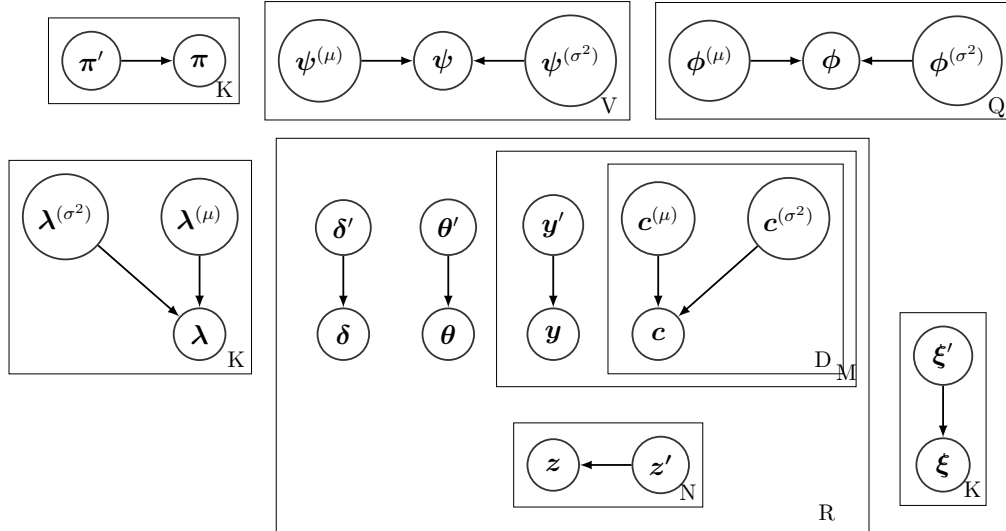 π′ π K
ψ(μ) ψ ψ(σ²) V
ϕ(μ) ϕ ϕ(σ²) Q
λ(σ²) λ(μ)
λ K
δ′ θ′ y′ c(μ) c(σ²)
δ θ y c
D M
ξ′
ξ K
z z′ N
R